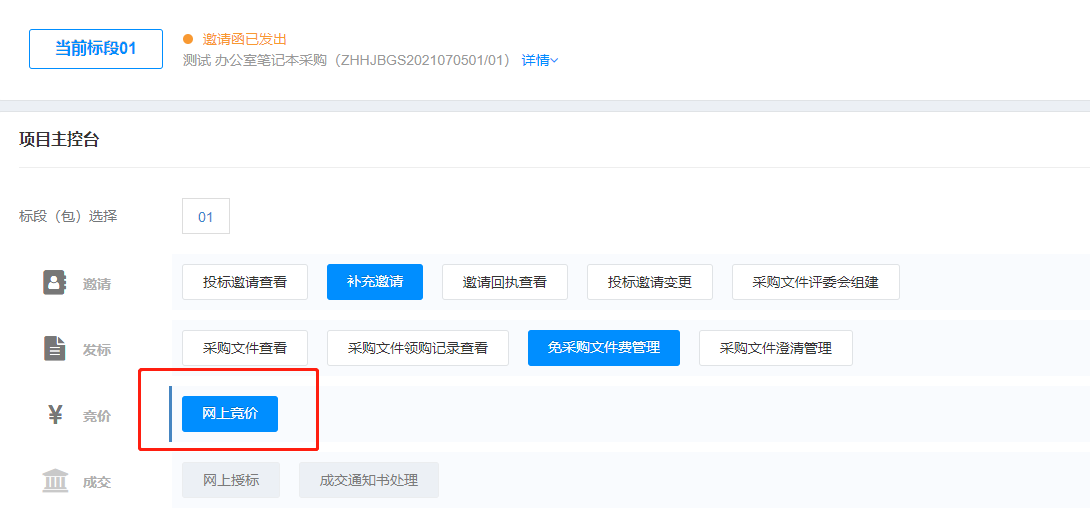 当前标段01
邀请函已发出
测试 办公室笔记本采购（ZHHJBGS2021070501/01） 详情
项目主控台
标段（包）选择 01
邀请 投标邀请查看 补充邀请 邀请回执查看 投标邀请变更 采购文件评委会组建
发标 采购文件查看 采购文件领购记录查看 免采购文件费管理 采购文件澄清管理
¥ 竞价 网上竞价
成交 网上授标 成交通知书处理